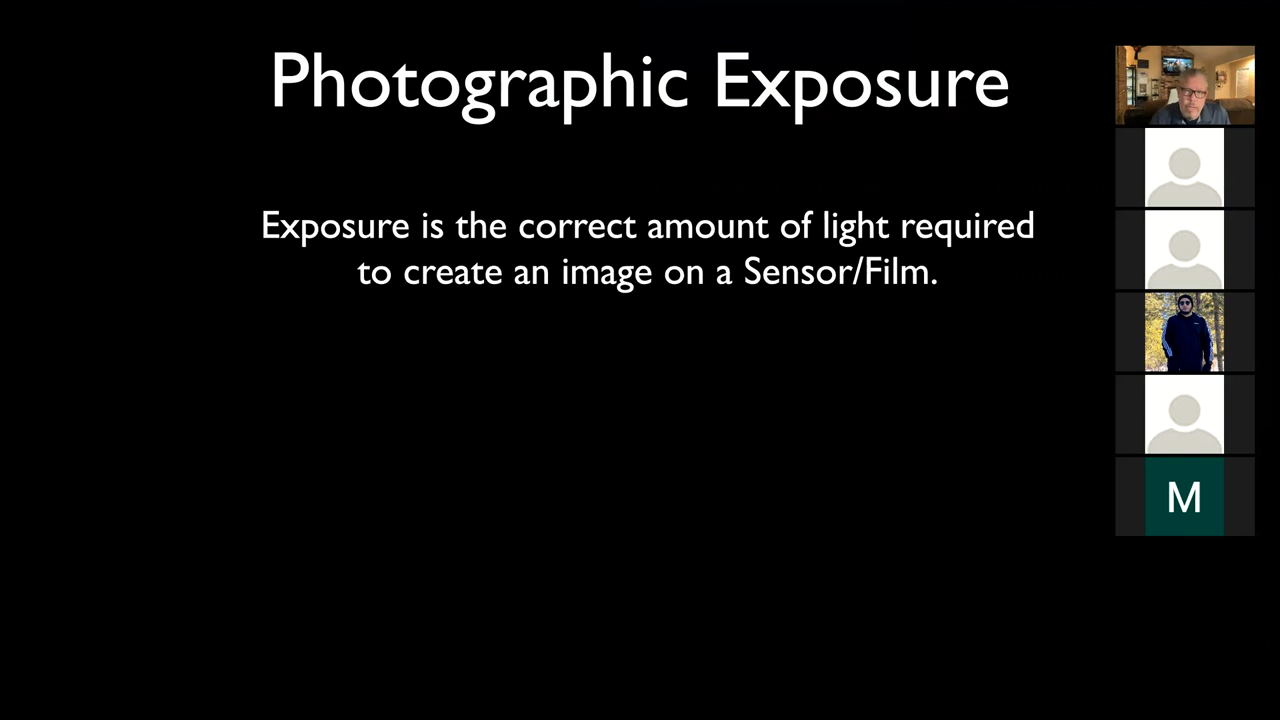 Photographic Exposure
Exposure is the correct amount of light required
to create an image on a Sensor/Film.
M